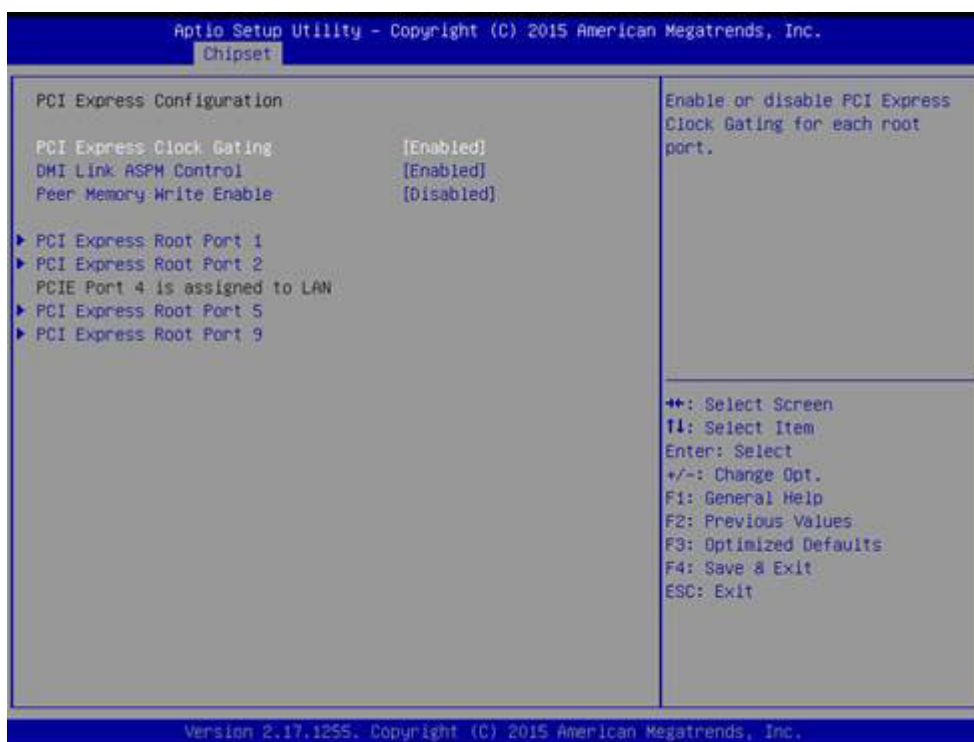 Aptio Setup Utility – Copyright (C) 2015 American Megatrends, Inc.
Chipset
PCI Express Configuration
PCI Express Clock Gating [Enabled]
DMI Link ASPM Control [Enabled]
Peer Memory Write Enable [Disabled]
PCI Express Root Port 1
PCI Express Root Port 2
PCIE Port 4 is assigned to LAN
PCI Express Root Port 5
PCI Express Root Port 9
Enable or disable PCI Express
Clock Gating for each root
port.
→←: Select Screen
↑↓: Select Item
Enter: Select
+/-: Change Opt.
F1: General Help
F2: Previous Values
F3: Optimized Defaults
F4: Save & Exit
ESC: Exit
Version 2.17.1255. Copyright (C) 2015 American Megatrends, Inc.